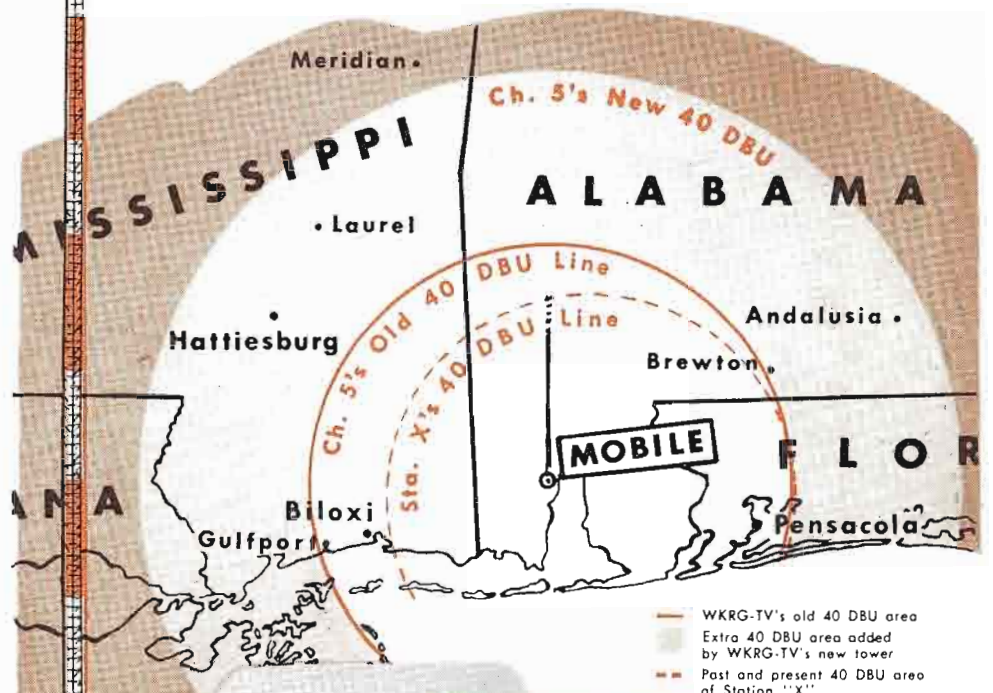 Meridian
Ch. 5's New 40 DBU
MISSISSIPPI
ALABAMA
Laurel
Ch. 5's Old 40 DBU Line
Sta. X's 40 DBU Line
Hattiesburg
Andalusia
Brewton
MOBILE
FLOR
ANA
Biloxi
Gulfport
Pensacola
WKRG-TV's old 40 DBU area
Extra 40 DBU area added
by WKRG-TV's new tower
Past and present 40 DBU area
of Station "X"